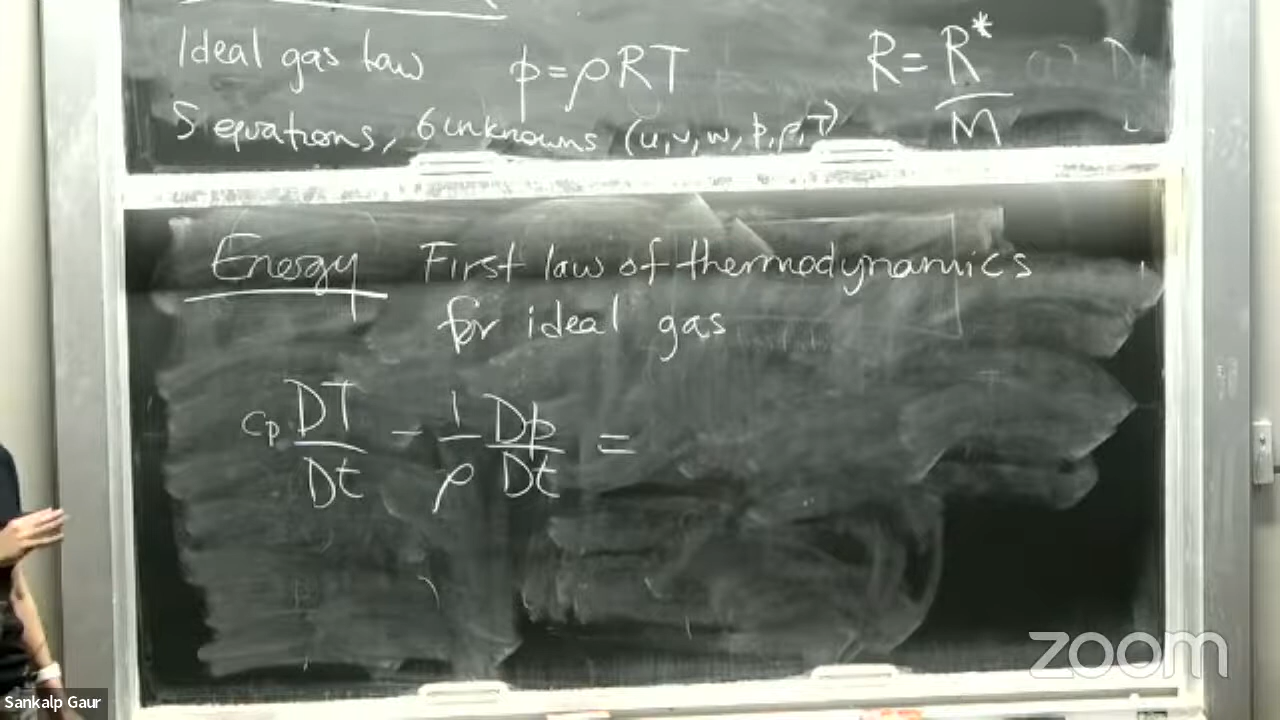 Ideal gas law p=ρRT R=R*/M
5 equations, 6 unknowns (u,v,w,p,ρ,T)
Energy First law of thermodynamics
for ideal gas
cp DT/Dt - 1/ρ Dp/Dt =
zoom
Sankalp Gaur